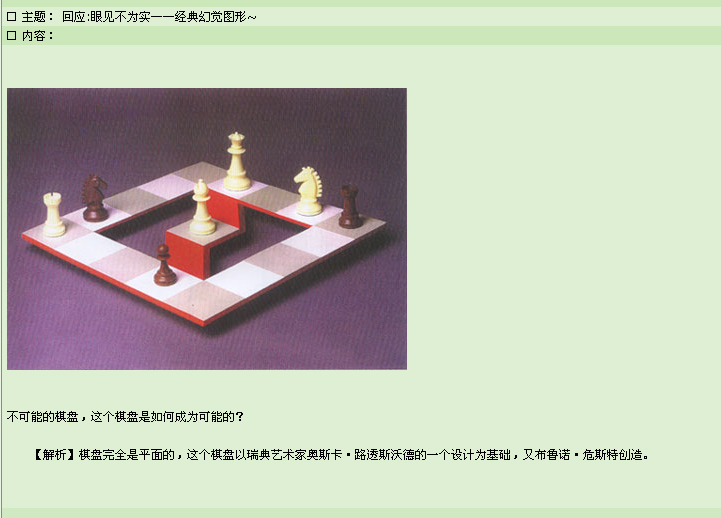 □ 主题： 回应:眼见不为实——经典幻觉图形～
□ 内容：
不可能的棋盘，这个棋盘是如何成为可能的？
【解析】棋盘完全是平面的，这个棋盘以瑞典艺术家奥斯卡·路透斯沃德的一个设计为基础，又布鲁诺·危斯特创造。